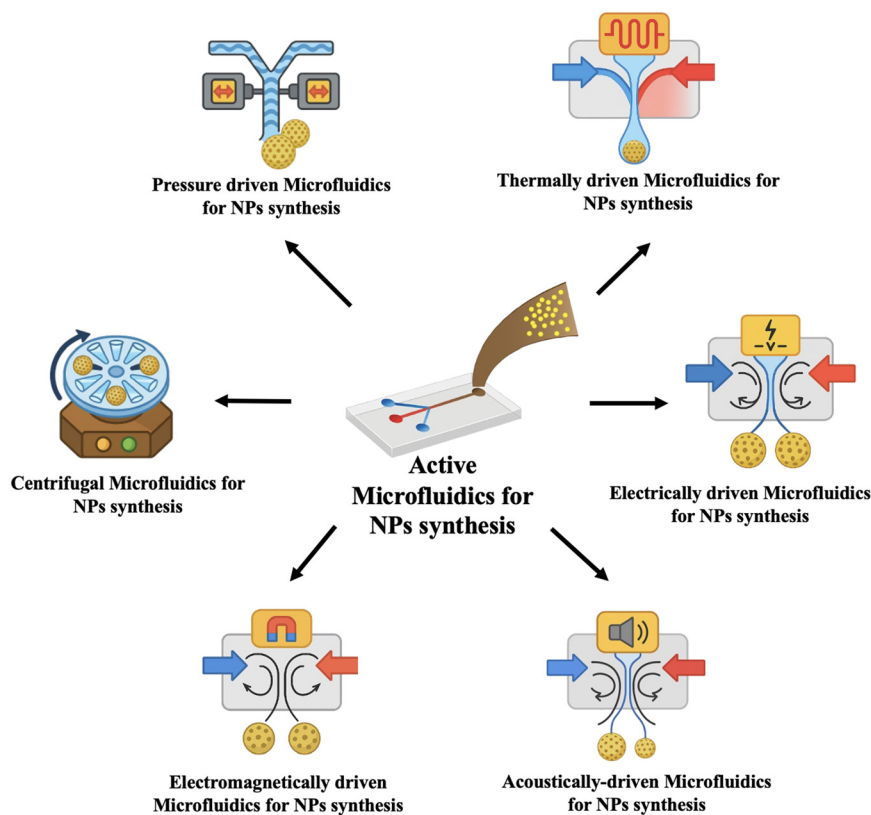 Pressure driven Microfluidics
for NPs synthesis
Thermally driven Microfluidics for
NPs synthesis
Centrifugal Microfluidics for
NPs synthesis
Active
Microfluidics for
NPs synthesis
Electrically driven Microfluidics
for NPs synthesis
Electromagnetically driven
Microfluidics for NPs synthesis
Acoustically-driven Microfluidics
for NPs synthesis